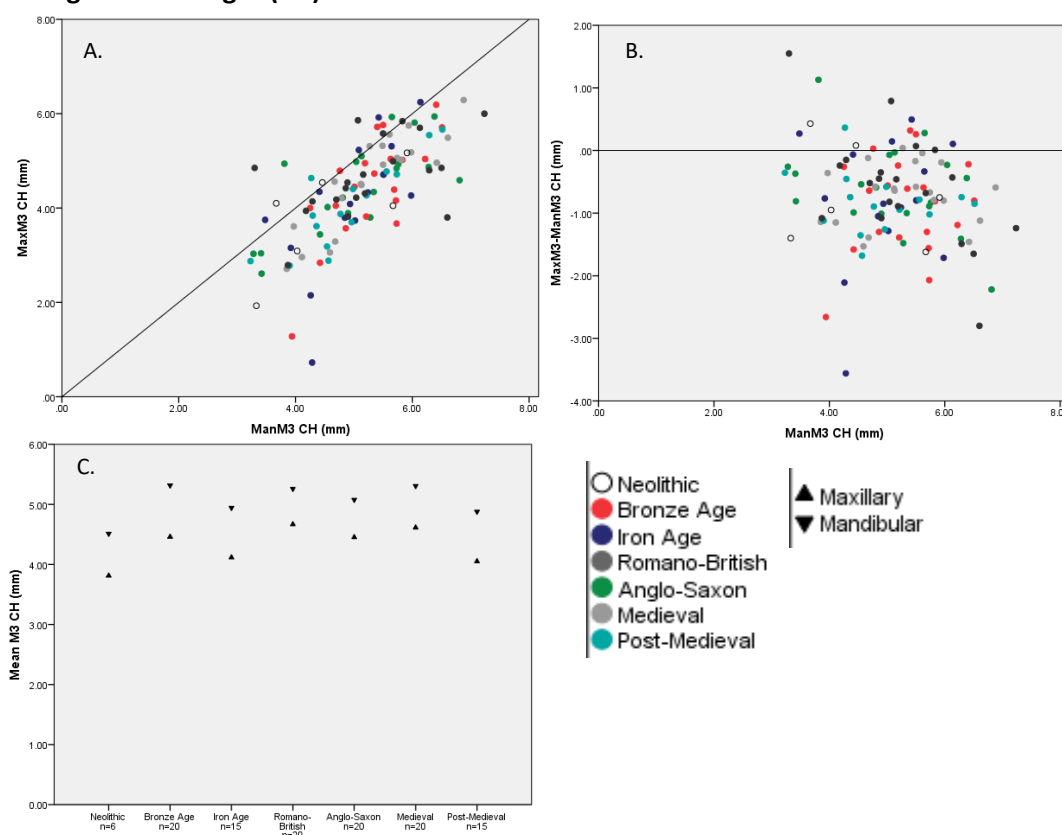 A.
8.00
6.00
4.00
2.00
.00
MaxM3 CH (mm)
.00 2.00 4.00 6.00 8.00
ManM3 CH (mm)
B.
2.00
1.00
.00
-1.00
-2.00
-3.00
-4.00
MaxM3-ManM3 CH (mm)
.00 2.00 4.00 6.00 8.00
ManM3 CH (mm)
C.
6.00
5.00
4.00
3.00
2.00
1.00
0.00
Mean M3 CH (mm)
Neolithic Bronze Age Iron Age Romano- Anglo-Saxon Medieval Post-Medieval
n=6 n=20 n=15 British n=20 n=20 n=15
Neolithic
Bronze Age
Iron Age
Romano-British
Anglo-Saxon
Medieval
Post-Medieval
Maxillary
Mandibular